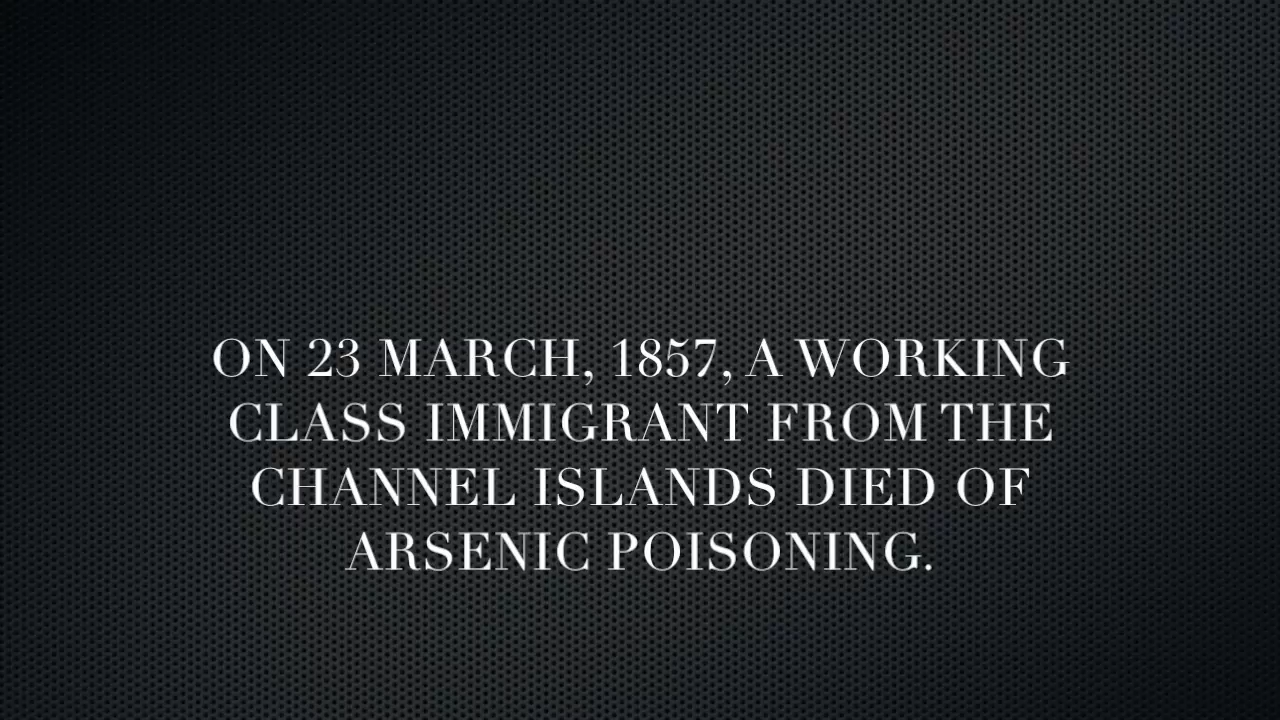 ON 23 MARCH, 1857, A WORKING
CLASS IMMIGRANT FROM THE
CHANNEL ISLANDS DIED OF
ARSENIC POISONING.